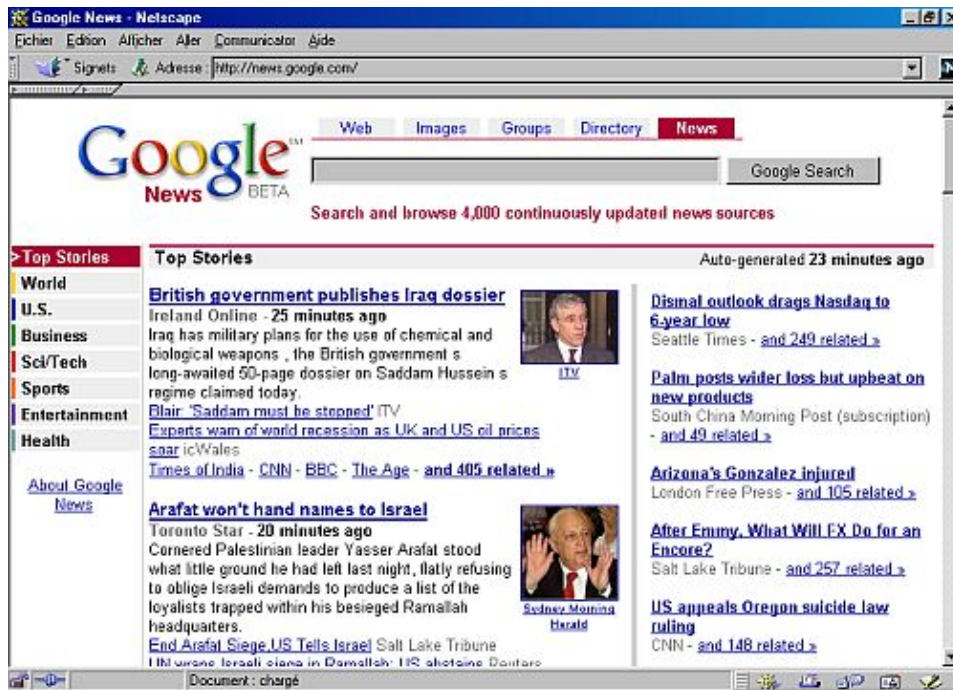 Google News - Netscape
Fichier Edition Afficher Aller Communicator Aide
Signets Adresse : http://news.google.com/
Web Images Groups Directory News
Google™
News BETA
Google Search
Search and browse 4,000 continuously updated news sources
>Top Stories
World
U.S.
Business
Sci/Tech
Sports
Entertainment
Health
About Google
News
Top Stories
Auto-generated 23 minutes ago
British government publishes Iraq dossier
Ireland Online - 25 minutes ago
Iraq has military plans for the use of chemical and
biological weapons , the British government s
long-awaited 50-page dossier on Saddam Hussein s
regime claimed today.
Blair: 'Saddam must be stopped' ITV
Experts warn of world recession as UK and US oil prices
soar icWales
Times of India - CNN - BBC - The Age - and 405 related »
ITV
Arafat won't hand names to Israel
Toronto Star - 20 minutes ago
Cornered Palestinian leader Yasser Arafat stood
what little ground he had left last night, flatly refusing
to oblige Israeli demands to produce a list of the
loyalists trapped within his besieged Ramallah
headquarters.
End Arafat Siege,US Tells Israel Salt Lake Tribune
UN wraps Israeli siege in Ramallah; US abstains Reuters
Sydney Morning
Herald
Dismal outlook drags Nasdaq to
6-year low
Seattle Times - and 249 related »
Palm posts wider loss but upbeat on
new products
South China Morning Post (subscription)
- and 49 related »
Arizona's Gonzalez injured
London Free Press - and 105 related »
After Emmy, What Will FX Do for an
Encore?
Salt Lake Tribune - and 257 related »
US appeals Oregon suicide law
ruling
CNN - and 148 related »
Document : chargé